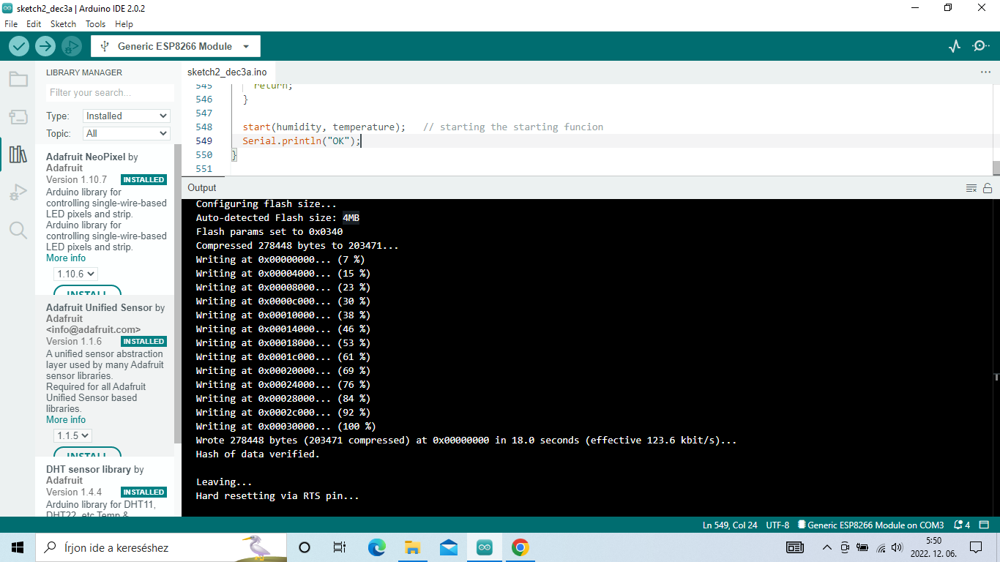 sketch2_dec3a | Arduino IDE 2.0.2
File Edit Sketch Tools Help
Generic ESP8266 Module
LIBRARY MANAGER
Filter your search...
Type: Installed
Topic: All
Adafruit NeoPixel by
Adafruit
Version 1.10.7 INSTALLED
Arduino library for
controlling single-wire-based
LED pixels and strip.
Arduino library for
controlling single-wire-based
LED pixels and strip.
More info
1.10.6
INSTALL
Adafruit Unified Sensor by
Adafruit
<info@adafruit.com>
Version 1.1.6 INSTALLED
A unified sensor abstraction
layer used by many Adafruit
sensor libraries.
Required for all Adafruit
Unified Sensor based
libraries.
More info
1.1.5
INSTALL
DHT sensor library by
Adafruit
Version 1.4.4 INSTALLED
Arduino library for DHT11,
DHT22, etc Temp &
sketch2_dec3a.ino
545 return;
546 }
547
548 start(humidity, temperature); // starting the starting funcion
549 Serial.println("OK");
550 }
551
Output
Configuring flash size...
Auto-detected Flash size: 4MB
Flash params set to 0x0340
Compressed 278448 bytes to 203471...
Writing at 0x00000000... (7 %)
Writing at 0x00004000... (15 %)
Writing at 0x00008000... (23 %)
Writing at 0x0000c000... (30 %)
Writing at 0x00010000... (38 %)
Writing at 0x00014000... (46 %)
Writing at 0x00018000... (53 %)
Writing at 0x0001c000... (61 %)
Writing at 0x00020000... (69 %)
Writing at 0x00024000... (76 %)
Writing at 0x00028000... (84 %)
Writing at 0x0002c000... (92 %)
Writing at 0x00030000... (100 %)
Wrote 278448 bytes (203471 compressed) at 0x00000000 in 18.0 seconds (effective 123.6 kbit/s)...
Hash of data verified.
Leaving...
Hard resetting via RTS pin...
Ln 549, Col 24 UTF-8 Generic ESP8266 Module on COM3 4
Írjon ide a kereséshez
5:50
2022. 12. 06.